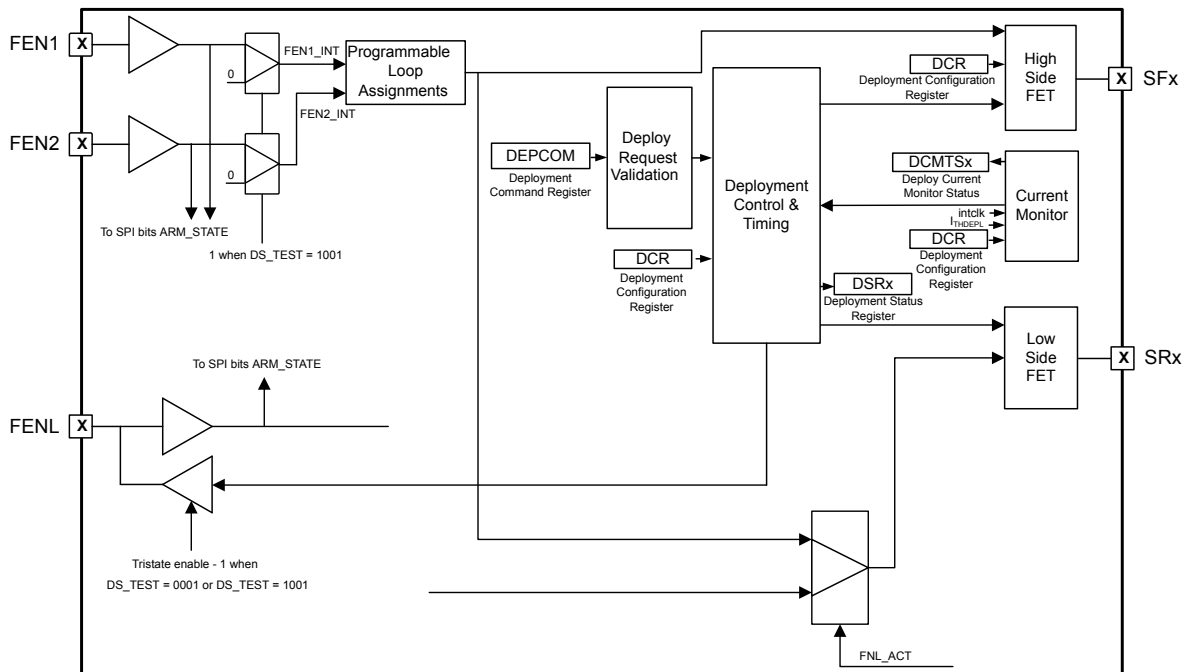 FEN1
X
0
FEN1_INT
Programmable
Loop
Assignments
FEN2
X
0
FEN2_INT
To SPI bits ARM_STATE
1 when DS_TEST = 1001
DEPCOM
Deployment
Command Register
Deploy
Request
Validation
DCR
Deployment
Configuration
Register
Deployment
Control &
Timing
DCR
Deployment Configuration
Register
High
Side
FET
X
SFx
DCMTSx
Deploy Current
Monitor Status
intclk
ITHDEPL
DCR
Deployment
Configuration
Register
Current
Monitor
DSRx
Deployment Status
Register
Low
Side
FET
X
SRx
To SPI bits ARM_STATE
FENL
X
Tristate enable - 1 when
DS_TEST = 0001 or DS_TEST = 1001
FNL_ACT